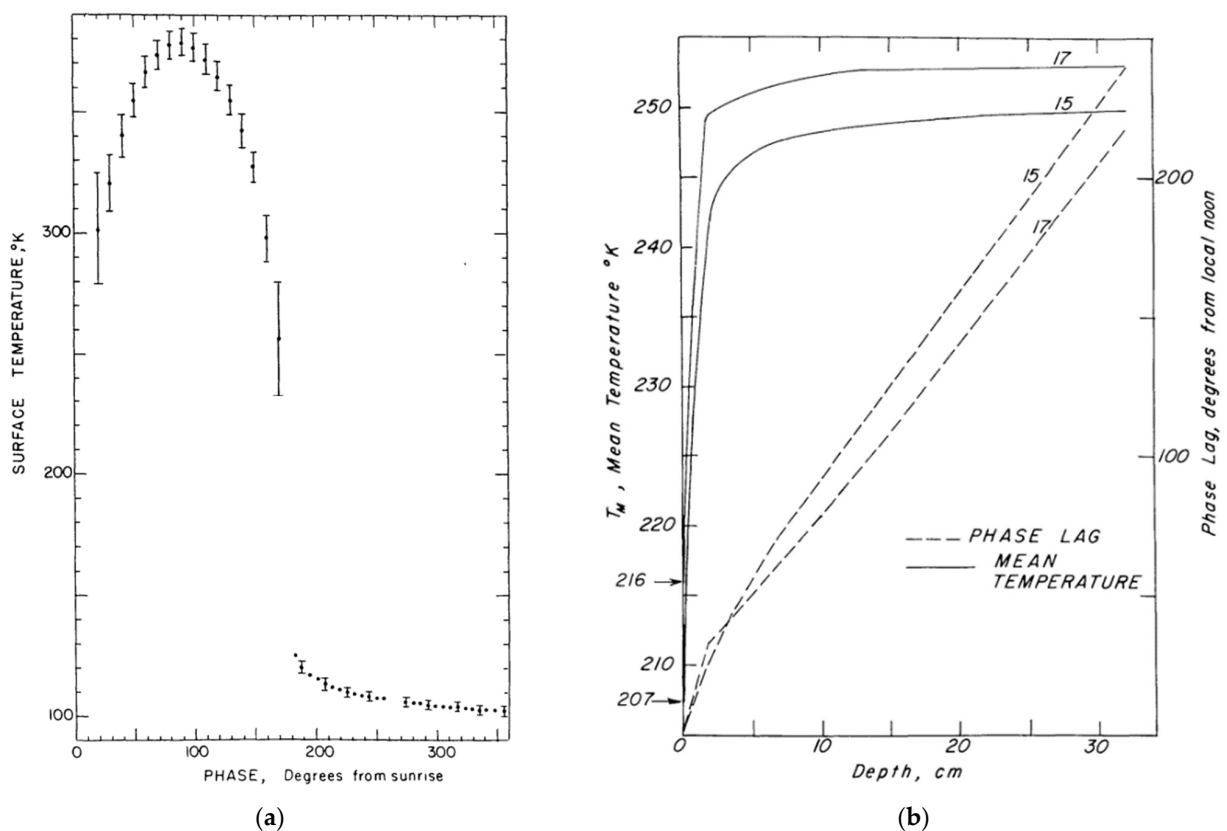 SURFACE TEMPERATURE, °K
300
200
100
0
100
200
300
PHASE, Degrees from sunrise
(a)
T_M, Mean Temperature °K
250
240
230
220
216
210
207
17
15
15
17
PHASE LAG
MEAN
TEMPERATURE
200
100
Phase Lag, degrees from local noon
0
10
20
30
Depth, cm
(b)